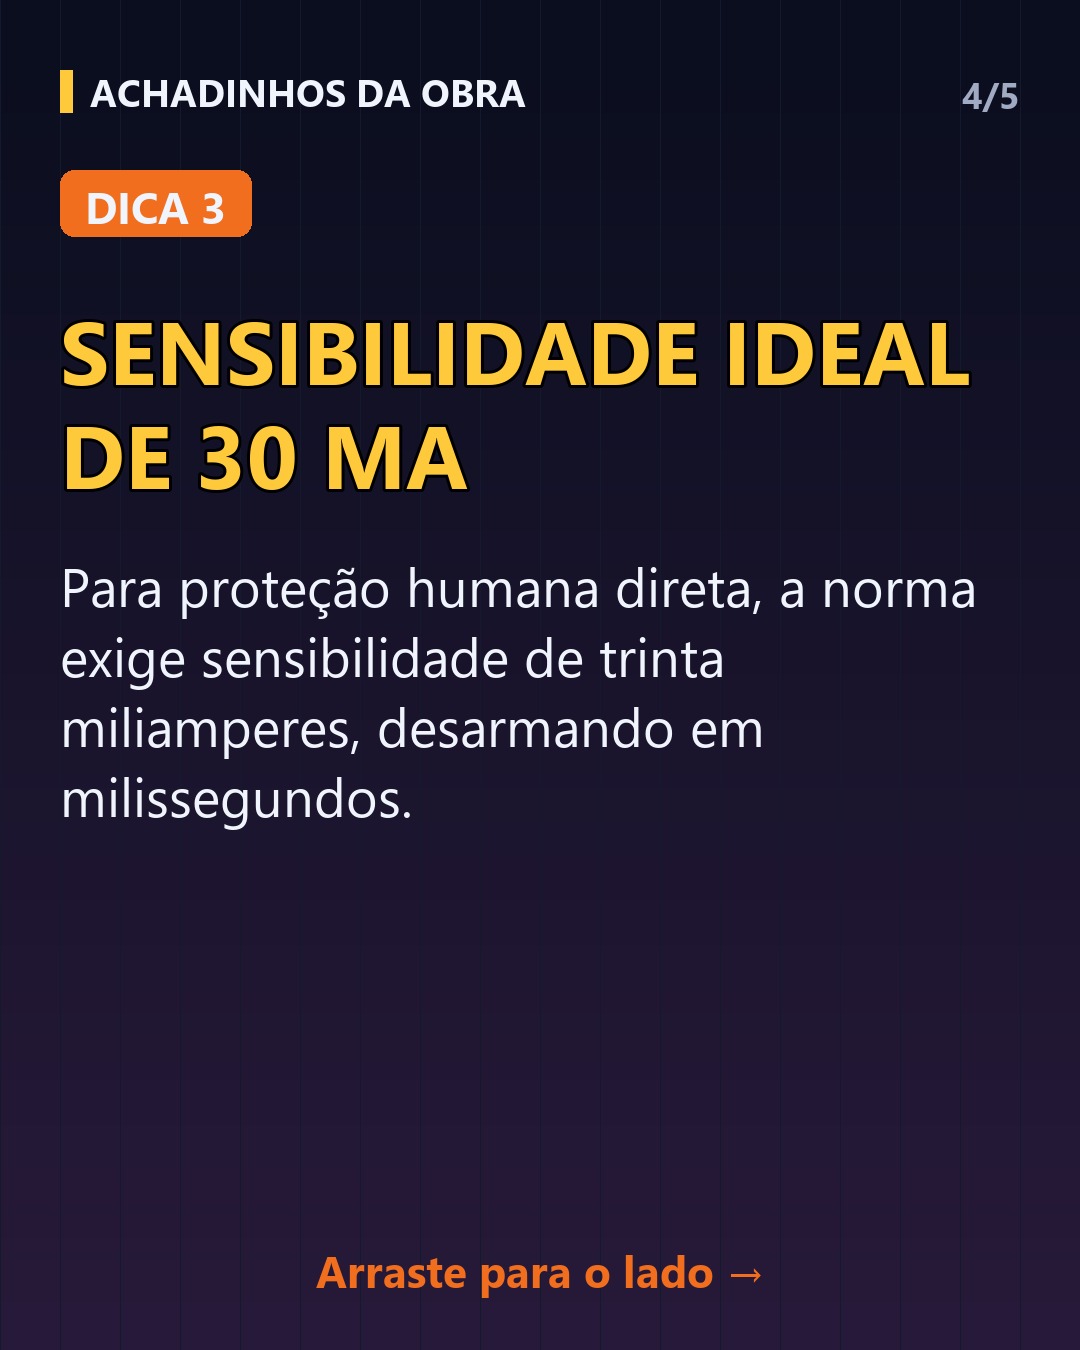 ACHADINHOS DA OBRA
4/5
DICA 3
SENSIBILIDADE IDEAL
DE 30 MA
Para proteção humana direta, a norma
exige sensibilidade de trinta
miliamperes, desarmando em
milissegundos.
Arraste para o lado →